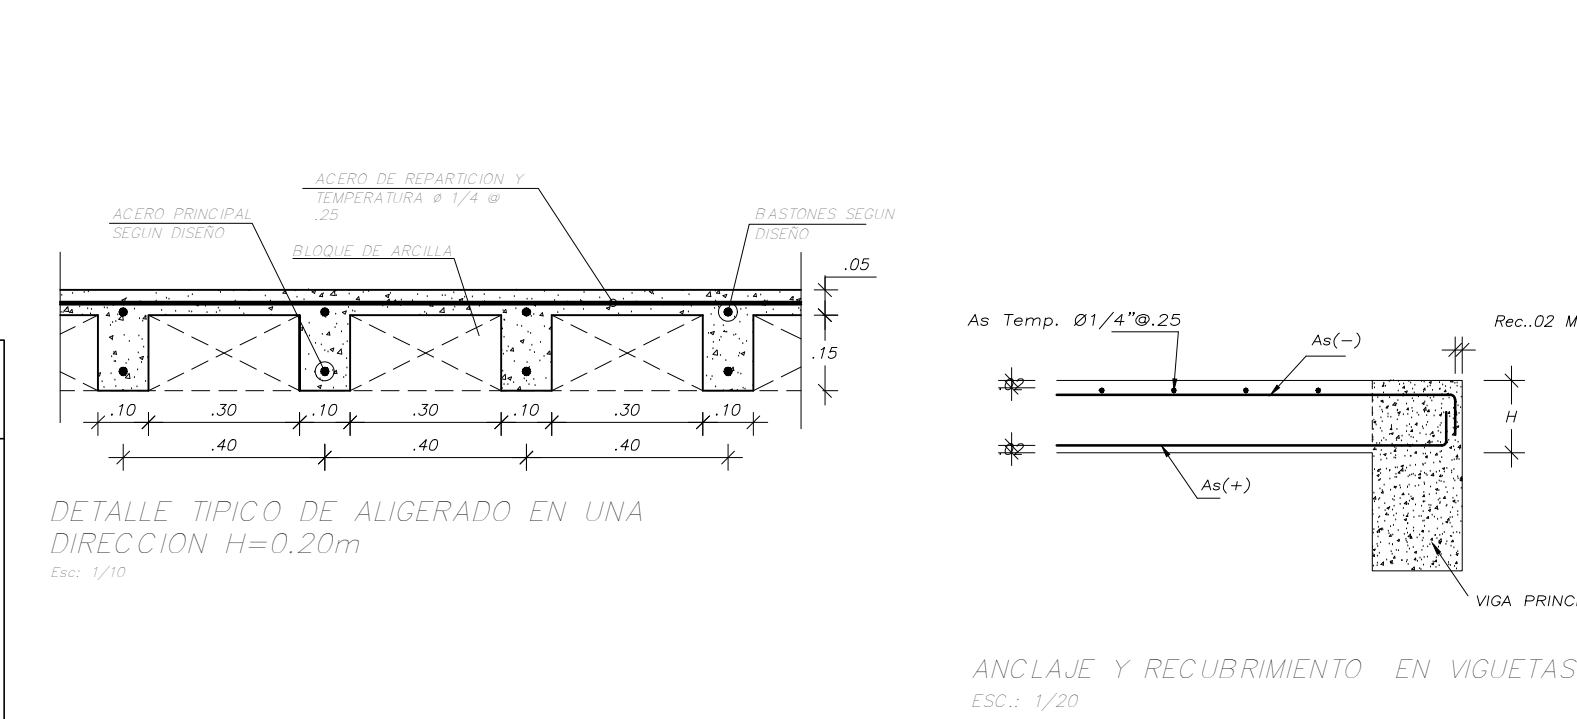 ACERO DE REPARTICION Y
TEMPERATURA ø 1/4 @
.25
ACERO PRINCIPAL
SEGUN DISEÑO
BLOQUE DE ARCILLA
BASTONES SEGUN
DISEÑO
.05
.15
.10 .30 .10 .30 .10 .30 .10
.40 .40 .40
DETALLE TIPICO DE ALIGERADO EN UNA
DIRECCION H=0.20m
Esc: 1/10
As Temp. Ø1/4"@.25
As(-)
Rec..02 M
H
As(+)
VIGA PRINC
ANCLAJE Y RECUBRIMIENTO EN VIGUETAS
ESC.: 1/20